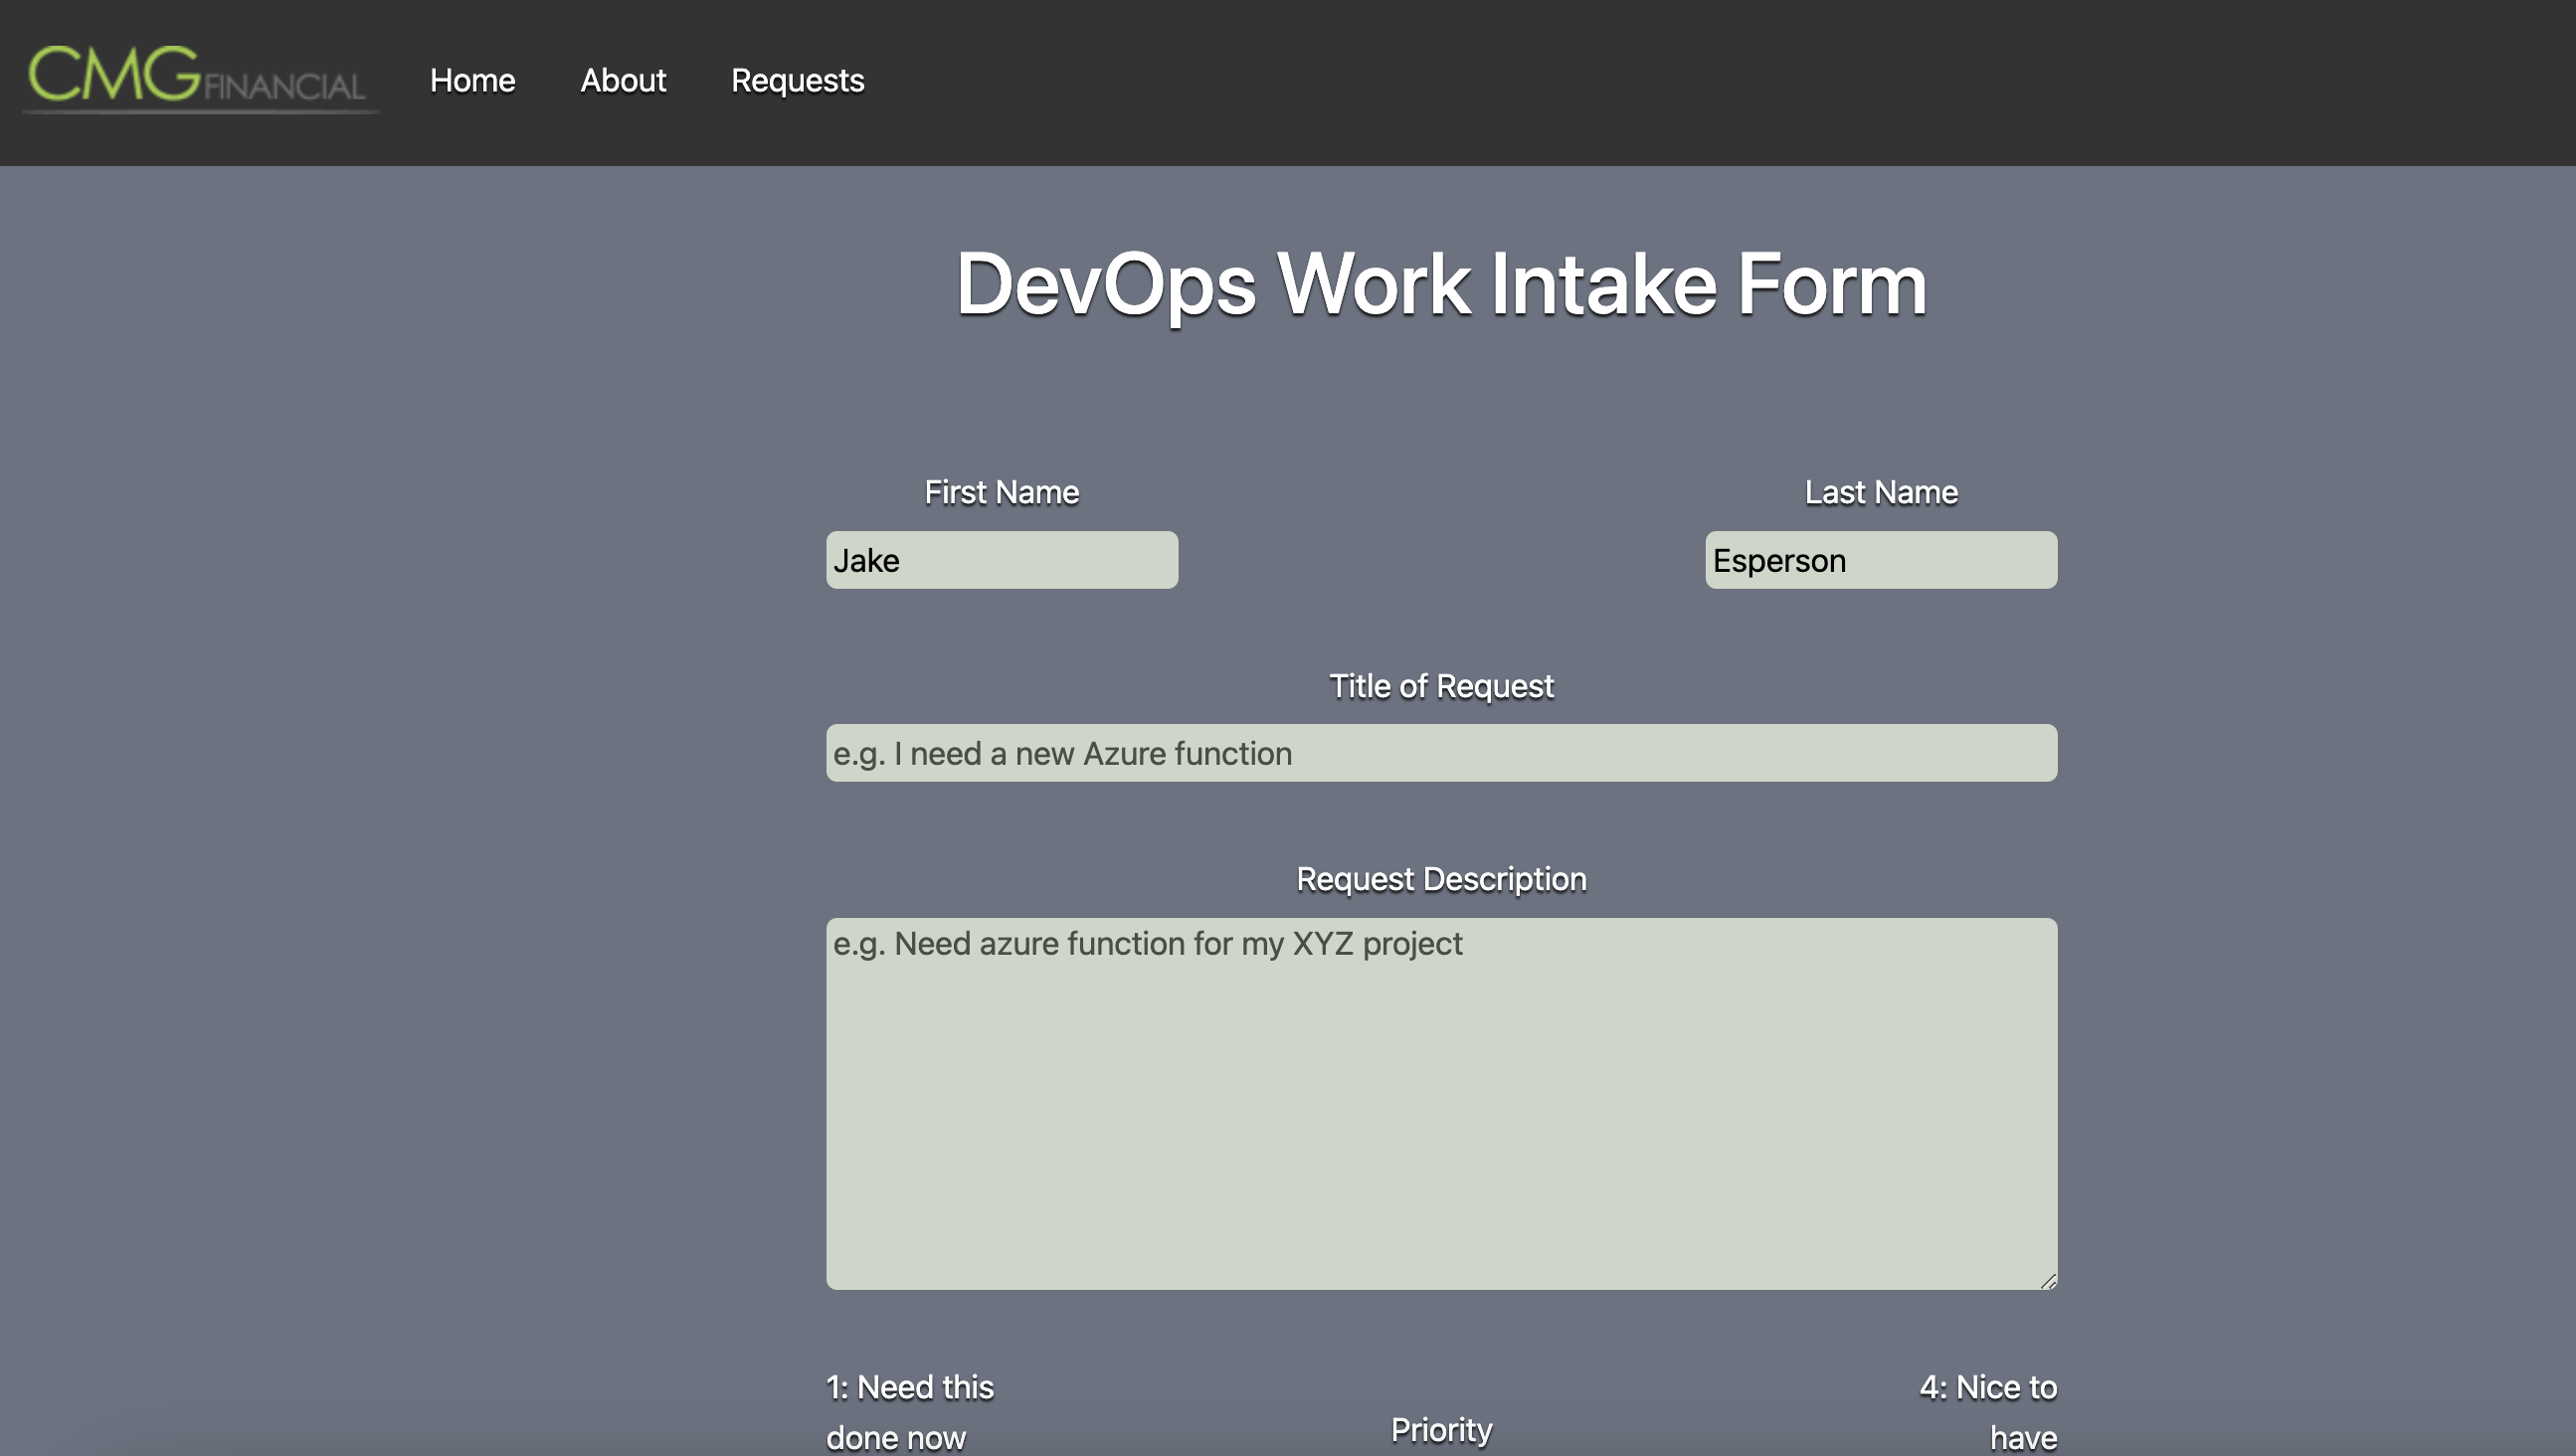 CMG FINANCIAL
Home About Requests
DevOps Work Intake Form
First Name Last Name
Jake Esperson
Title of Request
e.g. I need a new Azure function
Request Description
e.g. Need azure function for my XYZ project
1: Need this 4: Nice to
done now Priority have